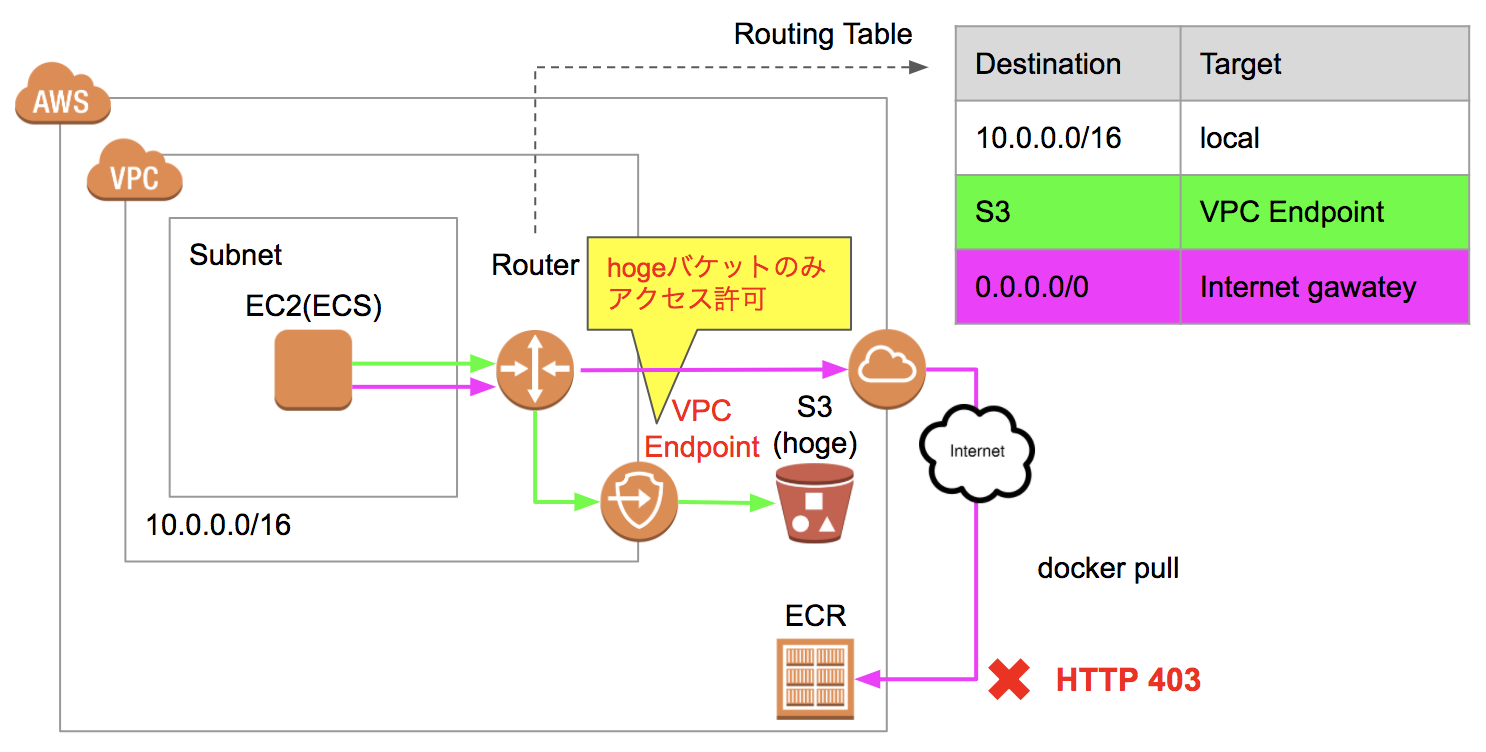 Routing Table
Destination Target
10.0.0.0/16 local
S3 VPC Endpoint
0.0.0.0/0 Internet gawatey
AWS
VPC
Subnet
EC2(ECS)
Router
hogeバケットのみ
アクセス許可
VPC
Endpoint
S3
(hoge)
Internet
10.0.0.0/16
docker pull
ECR
HTTP 403